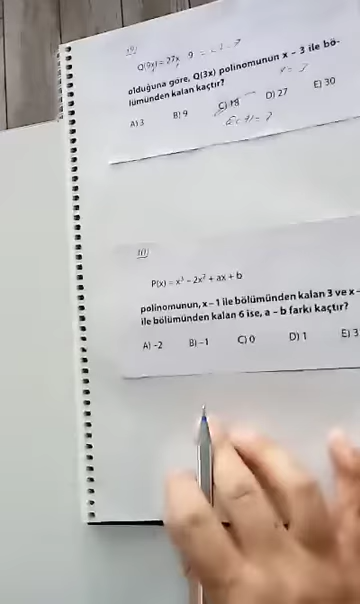 Q(9y) = 27x 9
olduğuna göre, Q(3x) polinomunun x – 3 ile bö-
lümünden kalan kaçtır?
A) 3 B) 9 C) 18 D) 27 E) 30
P(x) = x³ – 2x² + ax + b
polinomunun, x – 1 ile bölümünden kalan 3 ve x –
ile bölümünden kalan 6 ise, a – b farkı kaçtır?
A) –2 B) –1 C) 0 D) 1 E) 3